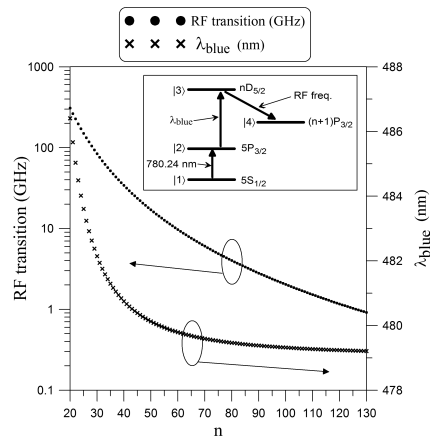 RF transition (GHz)
λblue (nm)
RF transition (GHz)
1000
100
10
1
0.1
488
486
484
482
480
478
λblue (nm)
20 30 40 50 60 70 80 90 100 110 120 130
n
|3⟩ nD5/2
RF freq.
λblue
|4⟩ (n+1)P3/2
|2⟩ 5P3/2
780.24 nm
|1⟩ 5S1/2